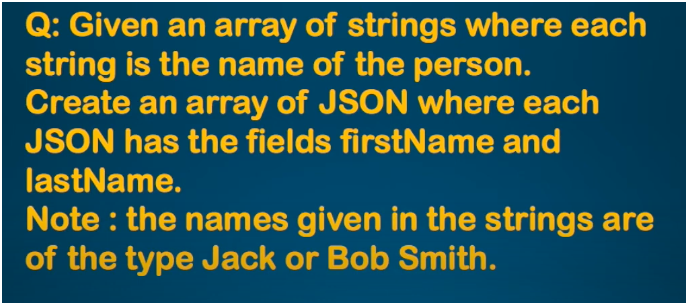 Q: Given an array of strings where each
string is the name of the person.
Create an array of JSON where each
JSON has the fields firstName and
lastName.
Note : the names given in the strings are
of the type Jack or Bob Smith.